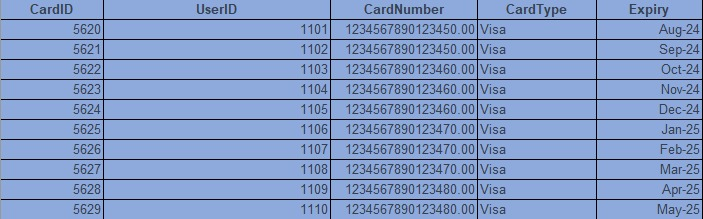 CardID UserID CardNumber CardType Expiry
5620 1101 1234567890123450.00 Visa Aug-24
5621 1102 1234567890123450.00 Visa Sep-24
5622 1103 1234567890123460.00 Visa Oct-24
5623 1104 1234567890123460.00 Visa Nov-24
5624 1105 1234567890123460.00 Visa Dec-24
5625 1106 1234567890123470.00 Visa Jan-25
5626 1107 1234567890123470.00 Visa Feb-25
5627 1108 1234567890123470.00 Visa Mar-25
5628 1109 1234567890123480.00 Visa Apr-25
5629 1110 1234567890123480.00 Visa May-25